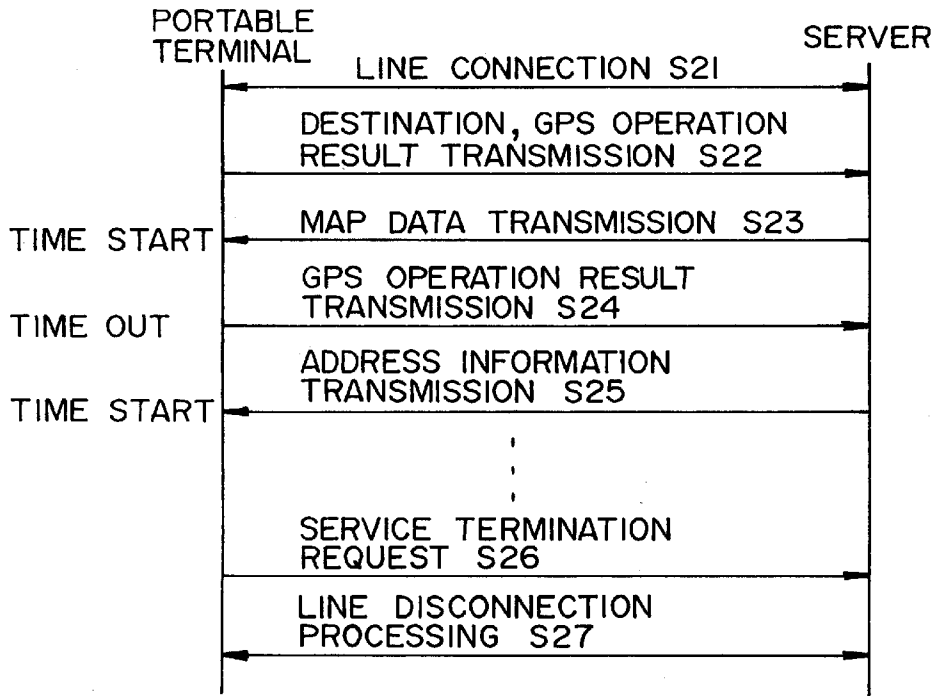 PORTABLE
TERMINAL
SERVER
LINE CONNECTION S21
DESTINATION, GPS OPERATION
RESULT TRANSMISSION S22
MAP DATA TRANSMISSION S23
TIME START
GPS OPERATION RESULT
TRANSMISSION S24
TIME OUT
ADDRESS INFORMATION
TRANSMISSION S25
TIME START
SERVICE TERMINATION
REQUEST S26
LINE DISCONNECTION
PROCESSING S27